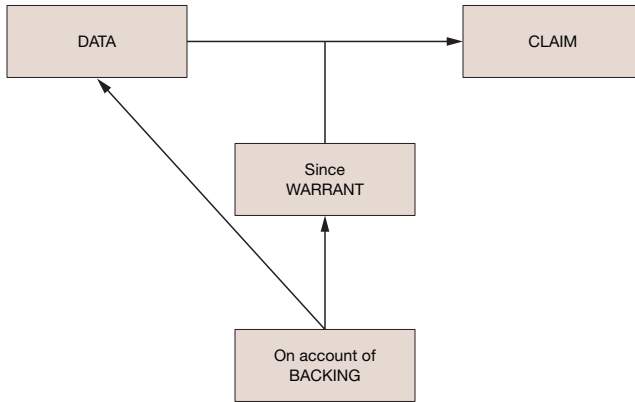 DATA
CLAIM
Since
WARRANT
On account of
BACKING